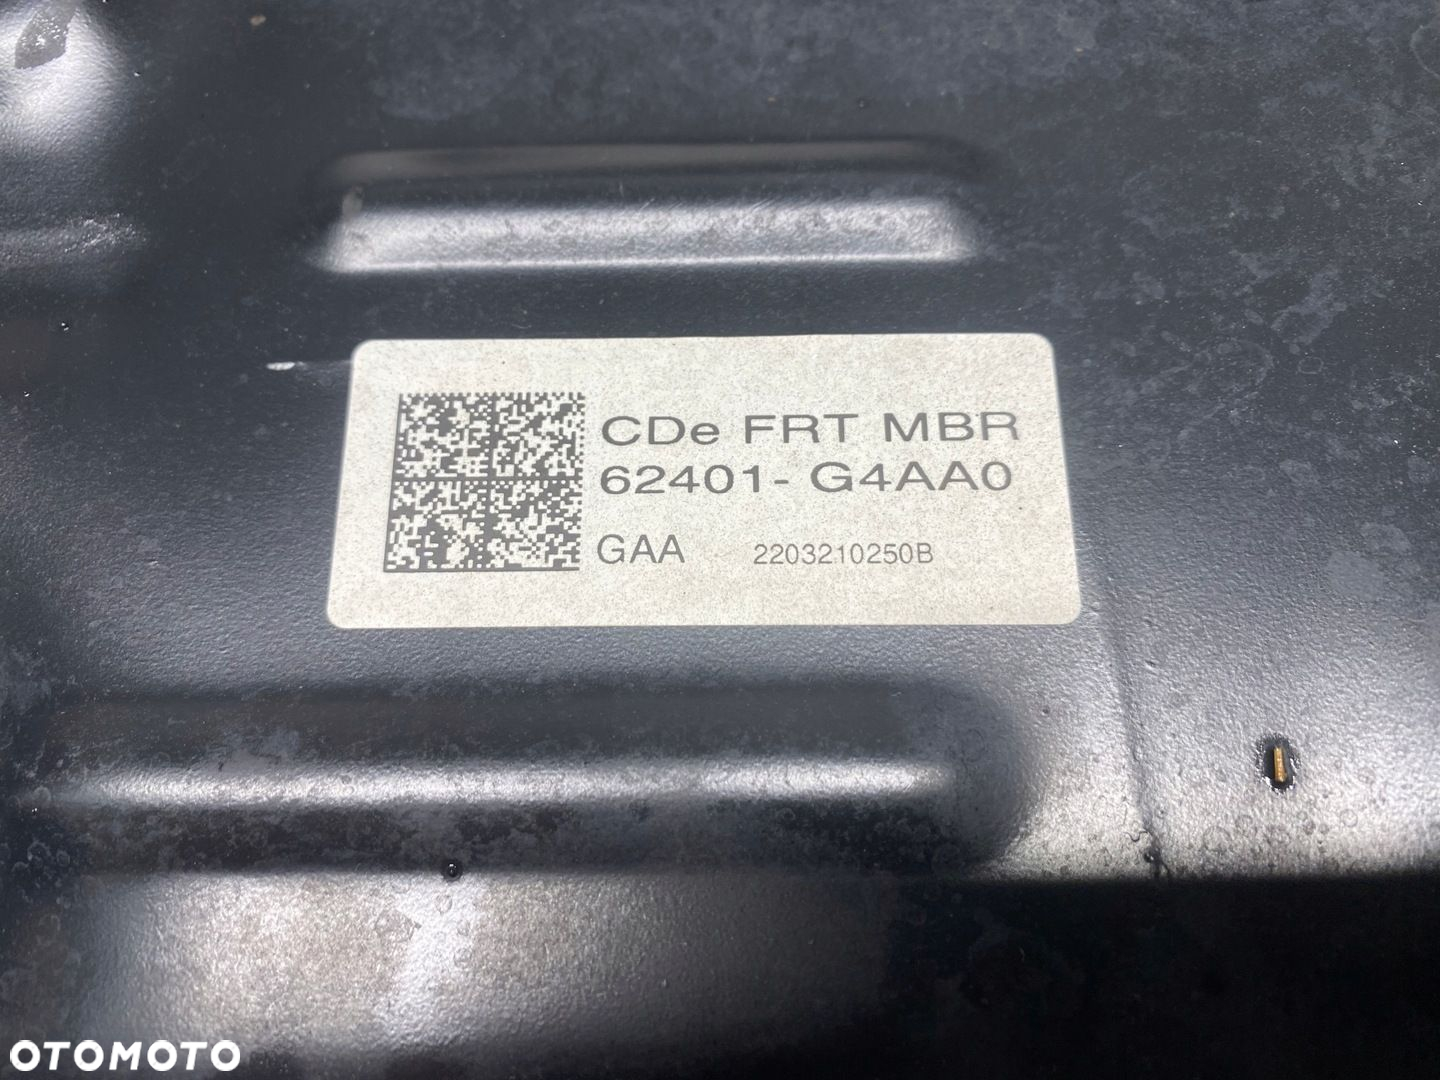 CDe FRT MBR
62401- G4AA0
GAA 2203210250B
OTOMOTO